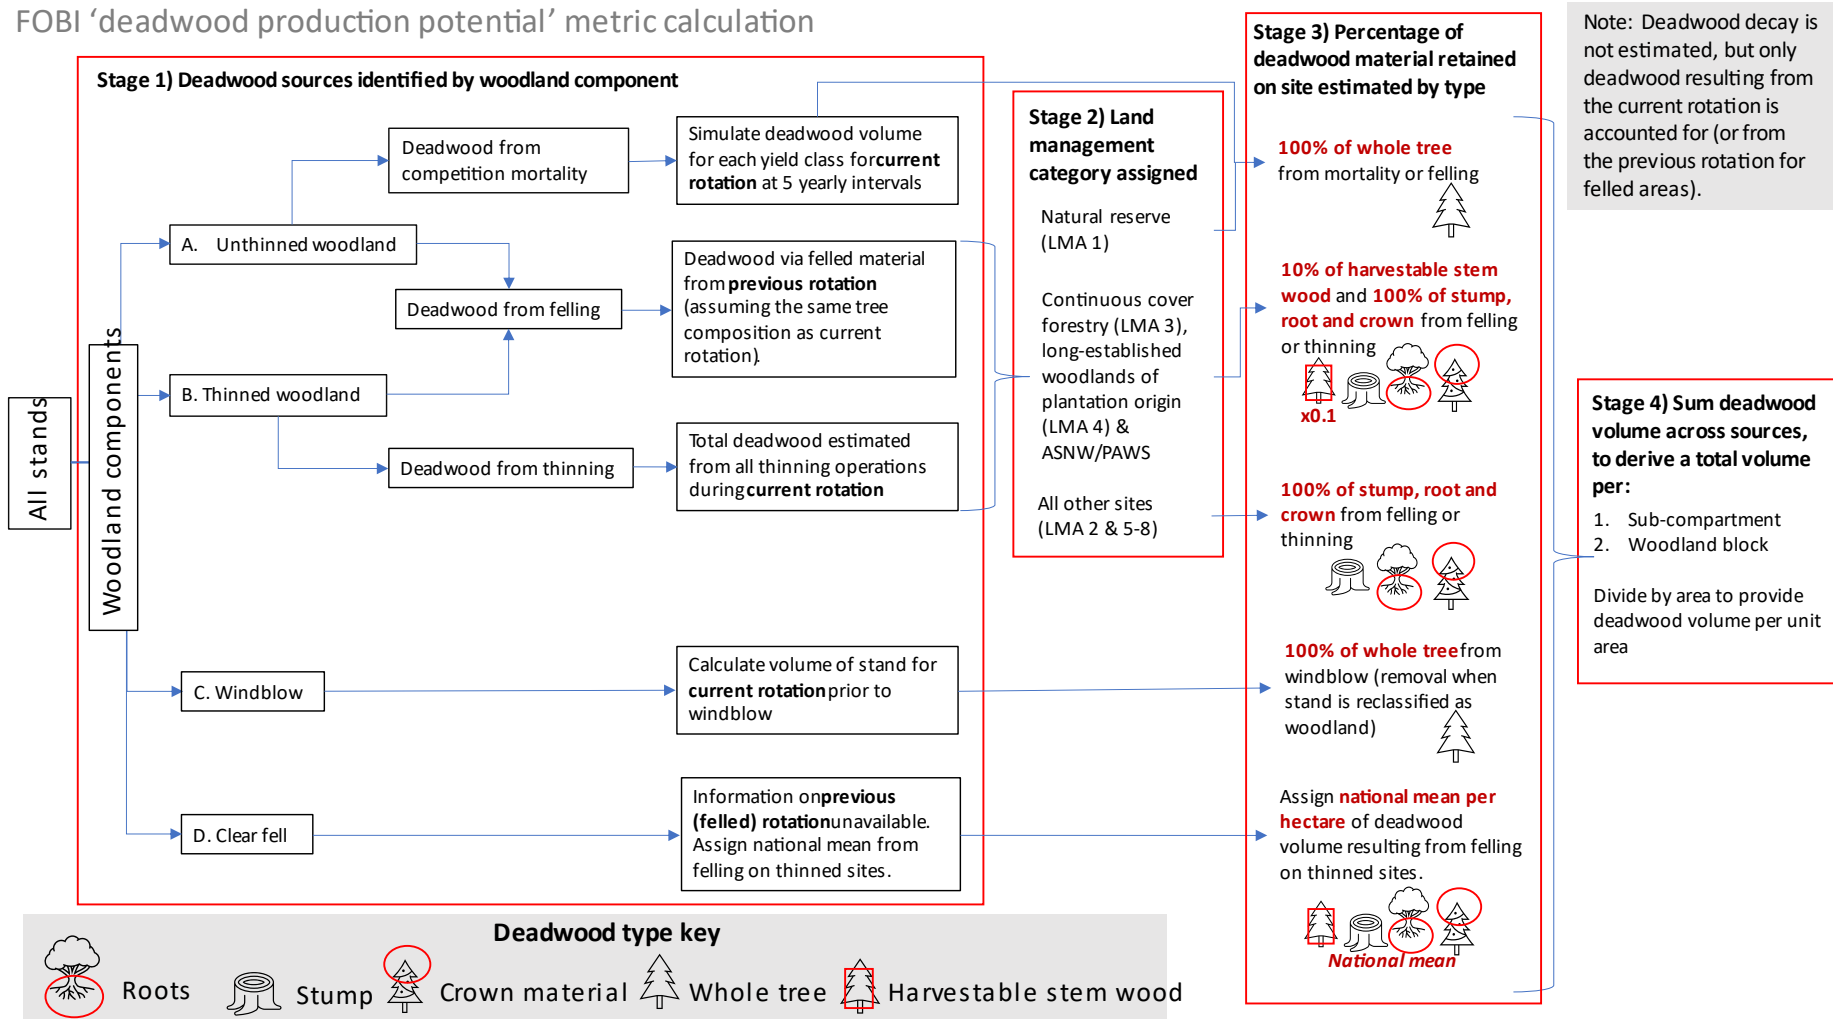 FOBI ‘deadwood production potential’ metric calculation
Stage 1) Deadwood sources identified by woodland component
All stands
Woodland components
A. Unthinned woodland
B. Thinned woodland
C. Windblow
D. Clear fell
Deadwood from
competition mortality
Deadwood from felling
Deadwood from thinning
Simulate deadwood volume
for each yield class for current
rotation at 5 yearly intervals
Deadwood via felled material
from previous rotation
(assuming the same tree
composition as current
rotation).
Total deadwood estimated
from all thinning operations
during current rotation
Calculate volume of stand for
current rotation prior to
windblow
Information on previous
(felled) rotation unavailable.
Assign national mean from
felling on thinned sites.
Stage 2) Land
management
category assigned
Natural reserve
(LMA 1)
Continuous cover
forestry (LMA 3),
long-established
woodlands of
plantation origin
(LMA 4) &
ASNW/PAWS
All other sites
(LMA 2 & 5-8)
Stage 3) Percentage of
deadwood material retained
on site estimated by type
100% of whole tree
from mortality or felling
10% of harvestable stem
wood and 100% of stump,
root and crown from felling
or thinning
x0.1
100% of stump, root and
crown from felling or
thinning
100% of whole tree from
windblow (removal when
stand is reclassified as
woodland)
Assign national mean per
hectare of deadwood
volume resulting from felling
on thinned sites.
National mean
Note: Deadwood decay is
not estimated, but only
deadwood resulting from
the current rotation is
accounted for (or from
the previous rotation for
felled areas).
Stage 4) Sum deadwood
volume across sources,
to derive a total volume
per:
1. Sub-compartment
2. Woodland block
Divide by area to provide
deadwood volume per unit
area
Deadwood type key
Roots
Stump
Crown material
Whole tree
Harvestable stem wood